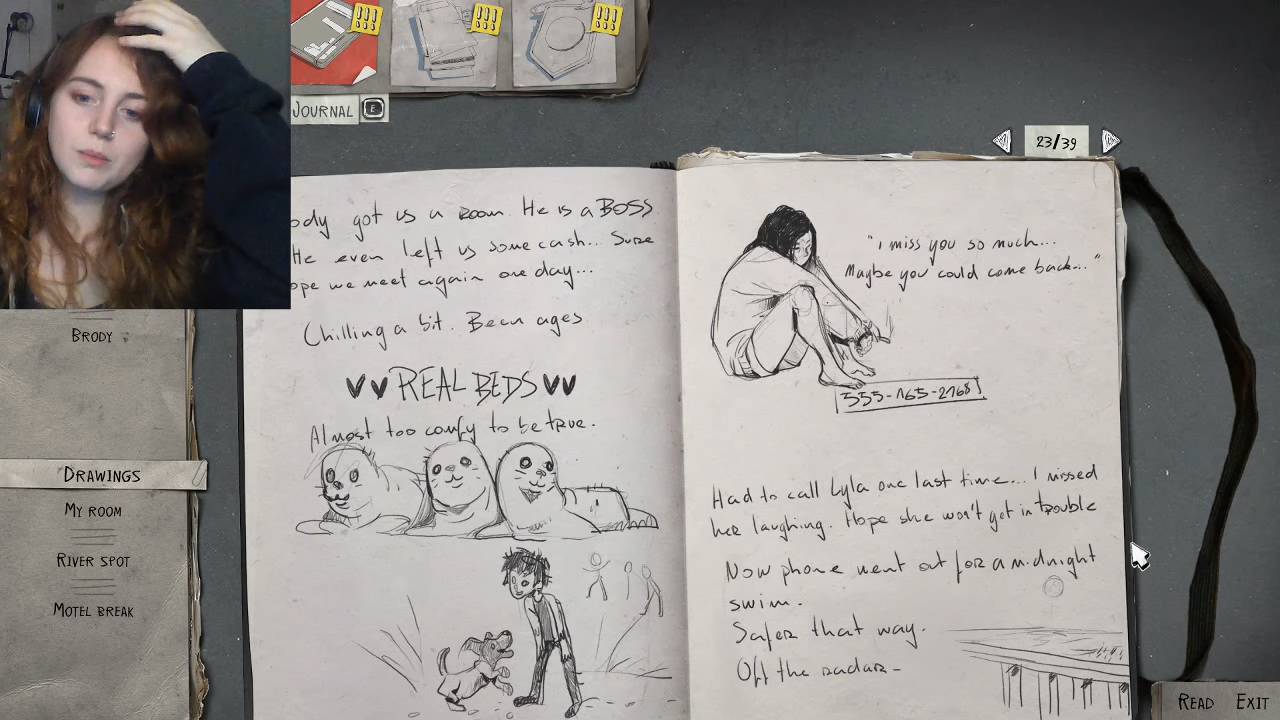 JOURNAL E
23/39
got us a room. He is a BOSS
He even left us some cash... Sure
we meet again one day...
Chilling a bit. Been ages
REAL BEDS
Almost too comfy to be true.
"I miss you so much...
Maybe you could come back..."
555-165-2768
Had to call Lyla one last time... I missed
her laughing. Hope she won't get in trouble
Now phone went out for a midnight
swim.
Safer that way.
Off the radar-
BRODY
DRAWINGS
MY ROOM
RIVER SPOT
MOTEL BREAK
READ EXIT